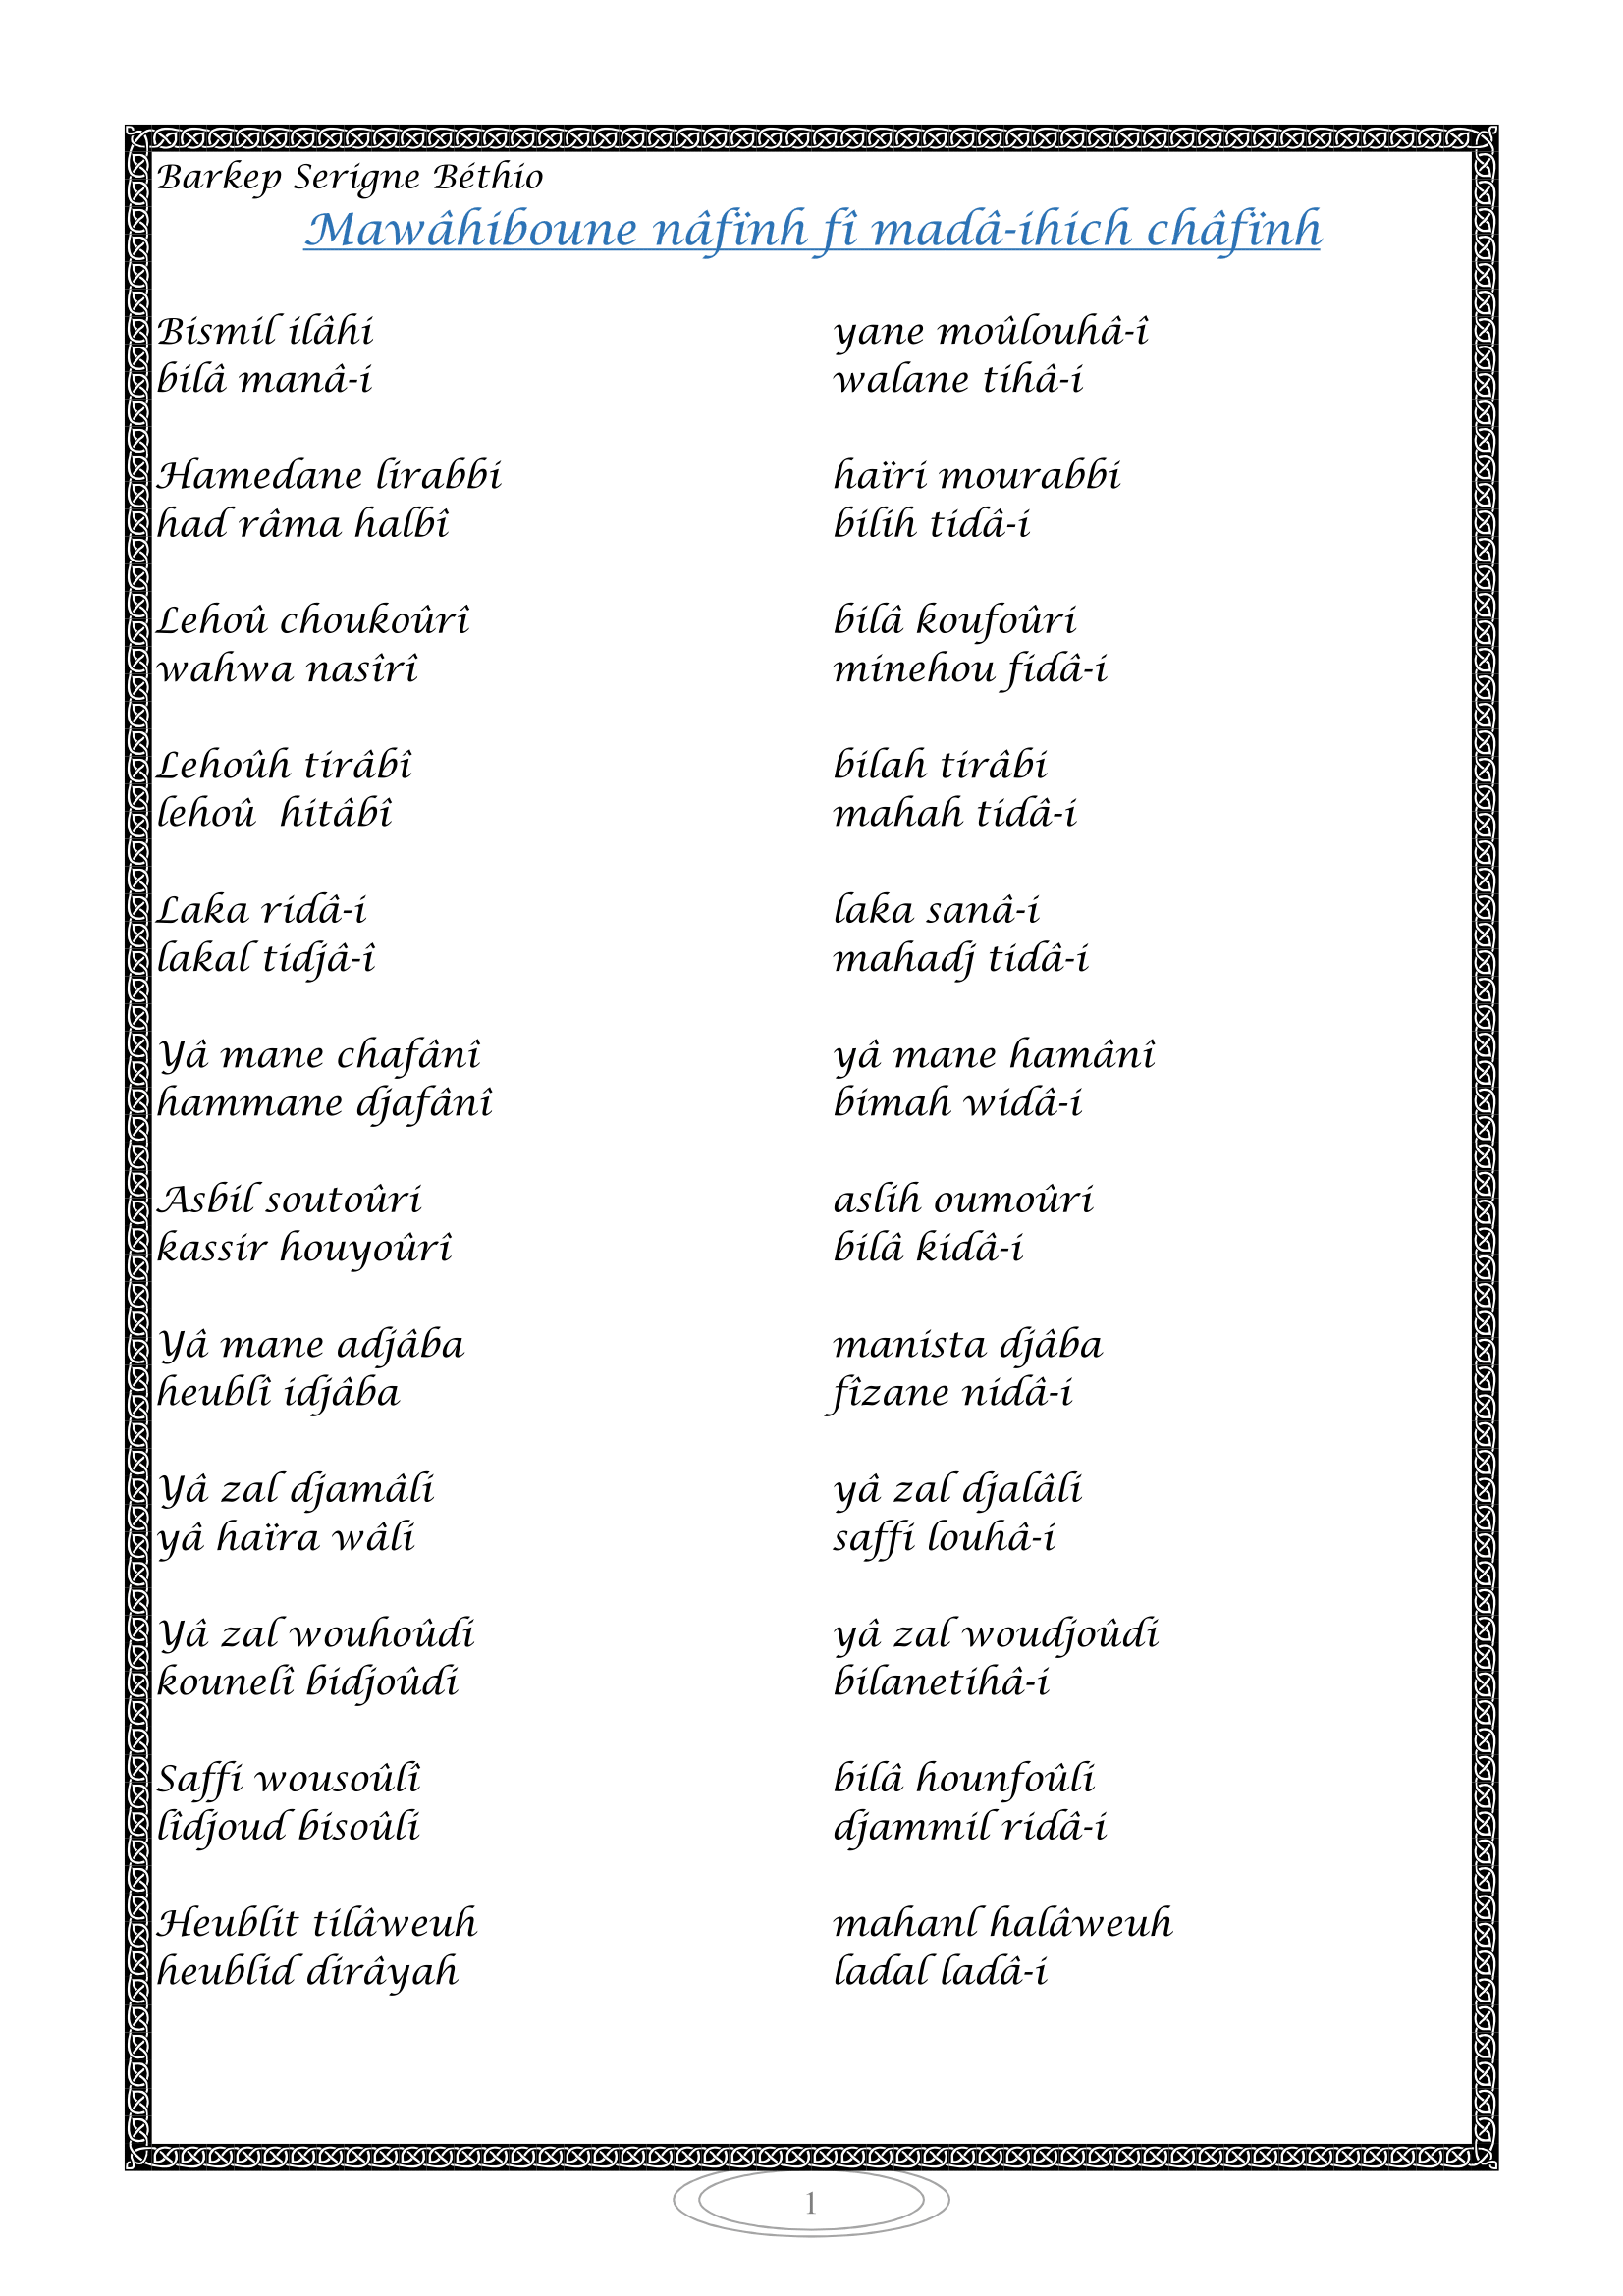 Barkep Serigne Béthio
Mawâhiboune nâfïnh fî madâ-ihich châfïnh
Bismil ilâhi yane moûlouhâ-î
bilâ manâ-i walane tihâ-i
Hamedane lirabbi haïri mourabbi
had râma halbî bilih tidâ-i
Lehoû choukoûrî bilâ koufoûri
wahwa nasîrî minehou fidâ-i
Lehoûh tirâbî bilah tirâbi
lehoû hitâbî mahah tidâ-i
Laka ridâ-i laka sanâ-i
lakal tidjâ-î mahadj tidâ-i
Yâ mane chafânî yâ mane hamânî
hammane djafânî bimah widâ-i
Asbil soutoûri aslih oumoûri
kassir houyoûrî bilâ kidâ-i
Yâ mane adjâba manista djâba
heublî idjâba fîzane nidâ-i
Yâ zal djamâli yâ zal djalâli
yâ haïra wâli saffi louhâ-i
Yâ zal wouhoûdi yâ zal woudjoûdi
kounelî bidjoûdi bilanetihâ-i
Saffi wousoûlî bilâ hounfoûli
lîdjoud bisoûli djammil ridâ-i
Heublit tilâweuh mahanl halâweuh
heublid dirâyah ladal ladâ-i
1